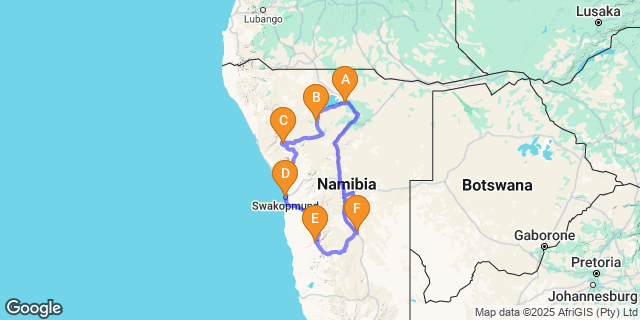 Lubango
Lusaka
A
B
C
D
Namibia
Botswana
Swakopmund
F
E
Gaborone
Pretoria
Johannesburg
Google
Map data ©2025 AfriGIS (Pty) Ltd